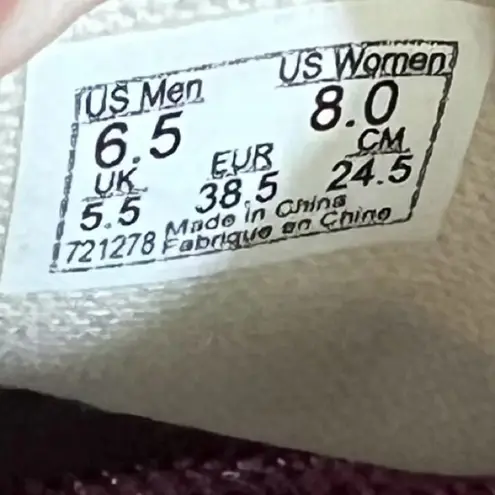 US Men US Women
6.5 8.0
UK EUR CM
5.5 38.5 24.5
Made in China
721278 Fabrique en Chine